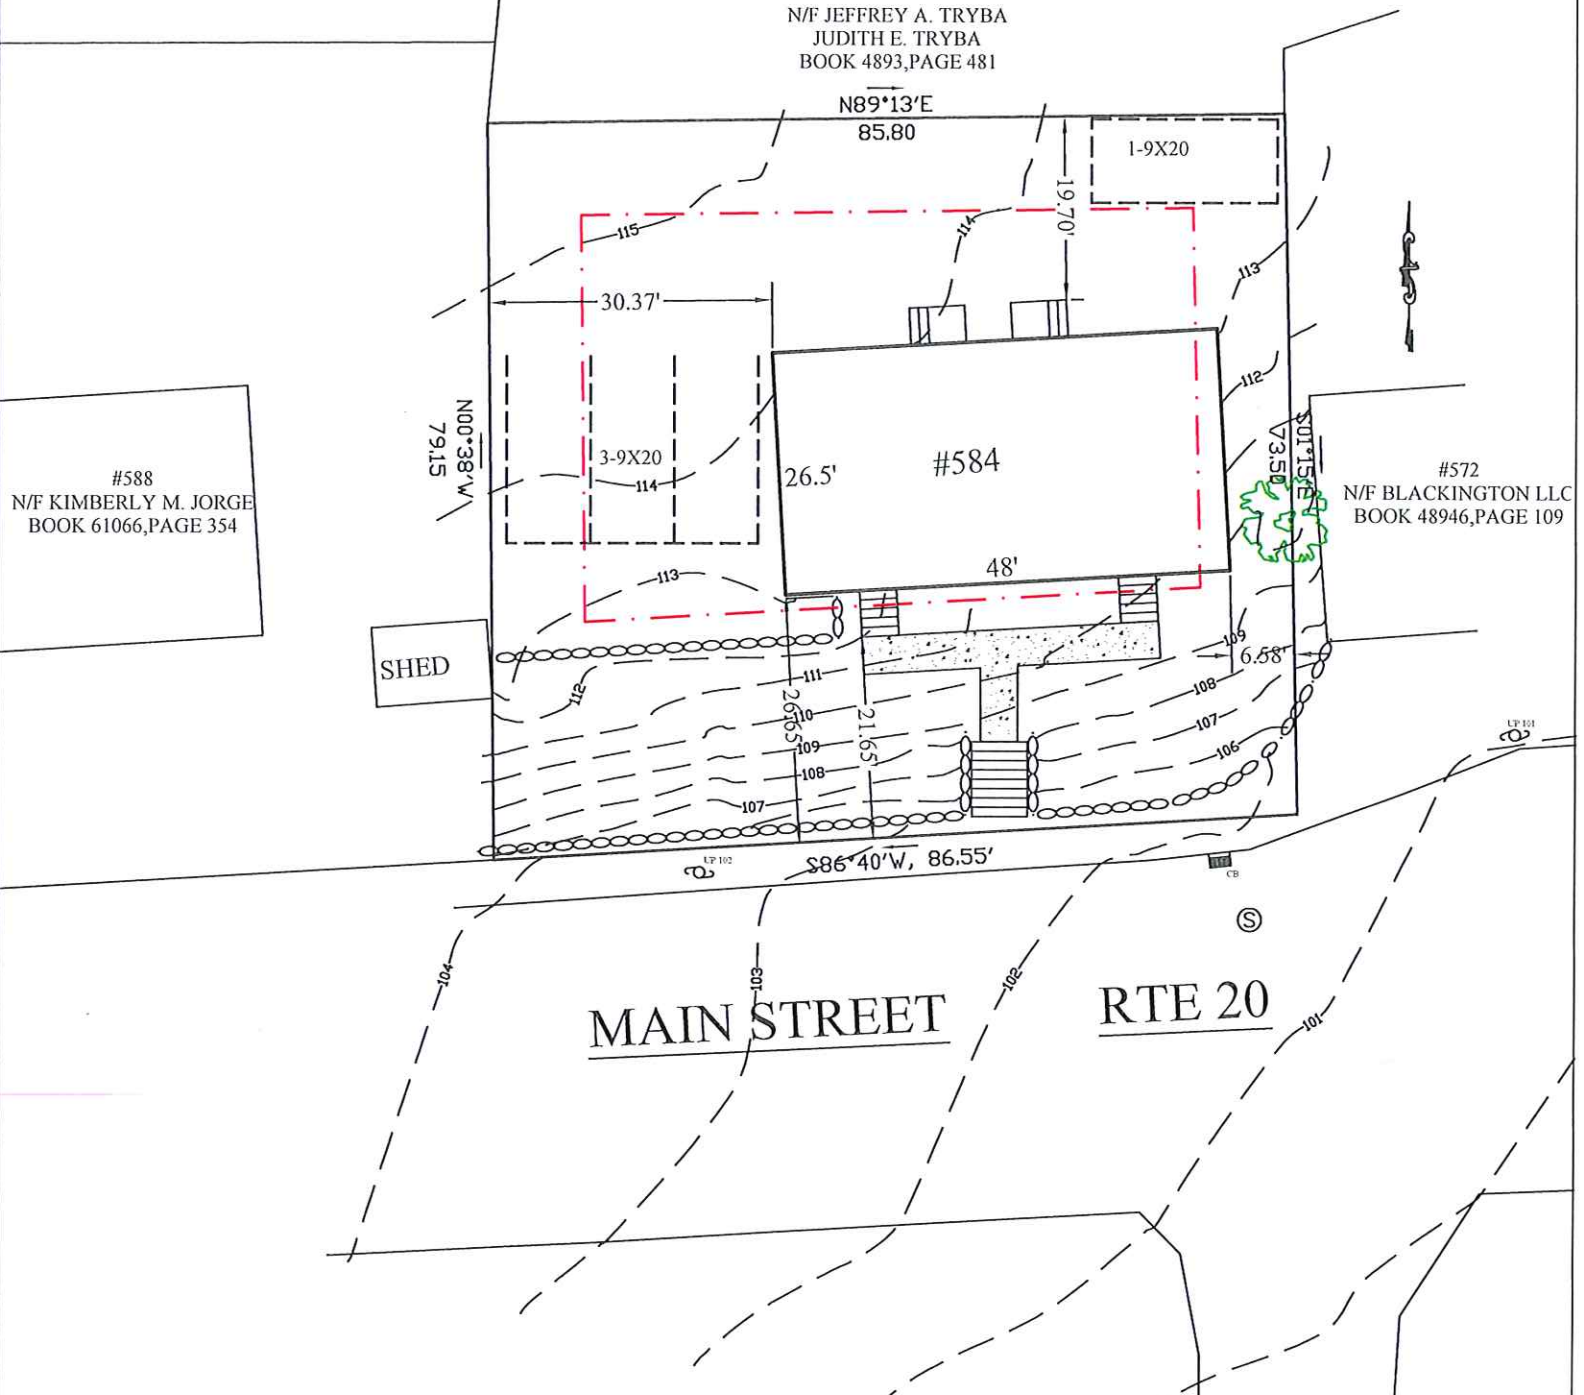 N/F JEFFREY A. TRYBA
JUDITH E. TRYBA
BOOK 4893,PAGE 481
N89°13'E
85.80
1-9X20
19.70'
115
114
113
30.37'
112
N00°38'W
79.15
3-9X20
114
26.5'
#584
48'
S01°15'E
73.50
#588
N/F KIMBERLY M. JORGE
BOOK 61066,PAGE 354
#572
N/F BLACKINGTON LLC
BOOK 48946,PAGE 109
113
SHED
112
111
110
109
108
107
26.65
21.65'
109
6.58'
108
107
106
UP 101
UP 102
S86°40'W, 86.55'
CB
S
104
103
102
101
MAIN STREET
RTE 20